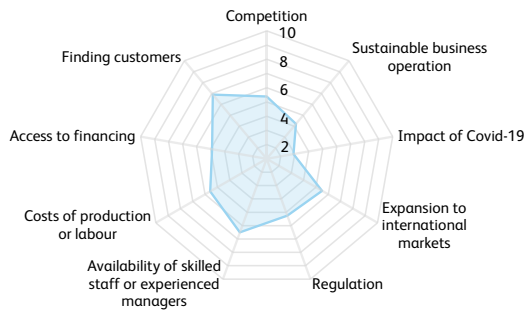 Competition
10
8
6
4
2
Sustainable business
operation
Impact of Covid-19
Expansion to
international
markets
Regulation
Availability of skilled
staff or experienced
managers
Costs of production
or labour
Access to financing
Finding customers